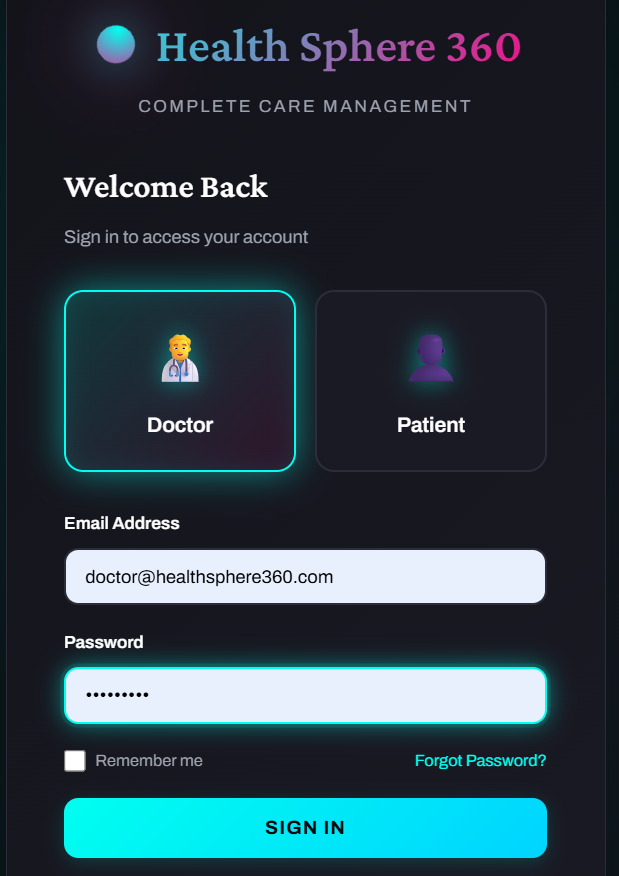 Health Sphere 360
COMPLETE CARE MANAGEMENT
Welcome Back
Sign in to access your account
Doctor
Patient
Email Address
doctor@healthsphere360.com
Password
•••••••••
Remember me
Forgot Password?
SIGN IN